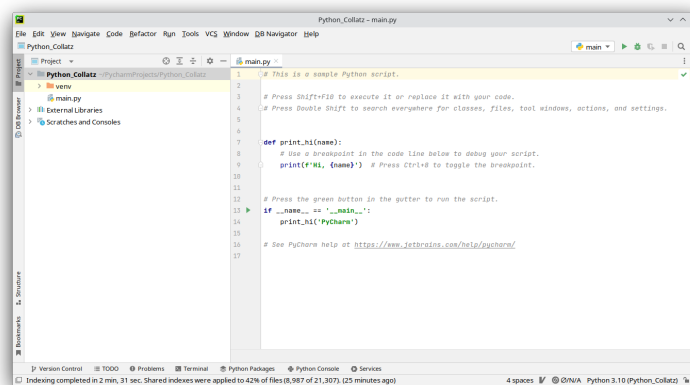 Python_Collatz – main.py
File Edit View Navigate Code Refactor Run Tools VCS Window DB Navigator Help
Python_Collatz
main
Project
main.py
Project
DB Browser
Structure
Bookmarks
Python_Collatz ~/PycharmProjects/Python_Collatz
venv
main.py
External Libraries
Scratches and Consoles
1 # This is a sample Python script.
2
3 # Press Shift+F10 to execute it or replace it with your code.
4 # Press Double Shift to search everywhere for classes, files, tool windows, actions, and settings.
5
6
7 def print_hi(name):
8 # Use a breakpoint in the code line below to debug your script.
9 print(f'Hi, {name}') # Press Ctrl+8 to toggle the breakpoint.
10
11
12 # Press the green button in the gutter to run the script.
13 if __name__ == '__main__':
14 print_hi('PyCharm')
15
16 # See PyCharm help at https://www.jetbrains.com/help/pycharm/
17
Version Control TODO Problems Terminal Python Packages Python Console Services
Indexing completed in 2 min, 31 sec. Shared indexes were applied to 42% of files (8,987 of 21,307). (25 minutes ago) 4 spaces Ø/N/A Python 3.10 (Python_Collatz)